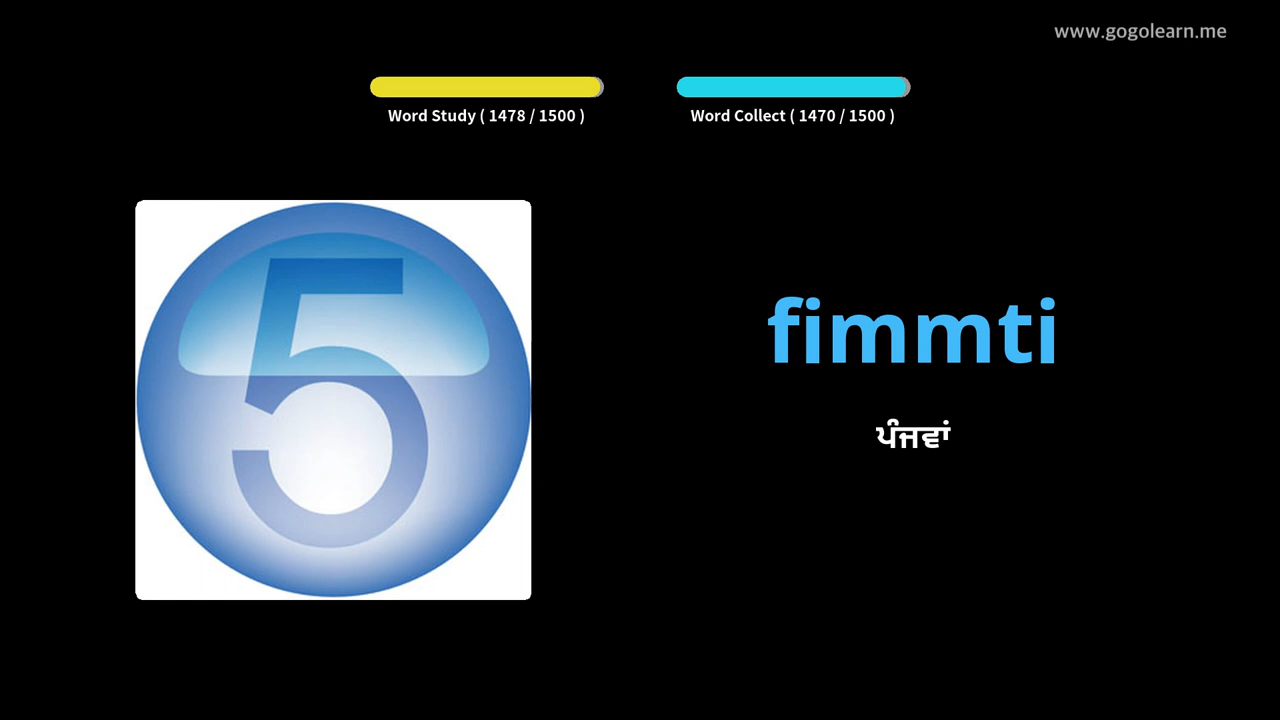 www.gogolearn.me
Word Study ( 1478 / 1500 )
Word Collect ( 1470 / 1500 )
5
fimmti
ਪੰਜਵਾਂ